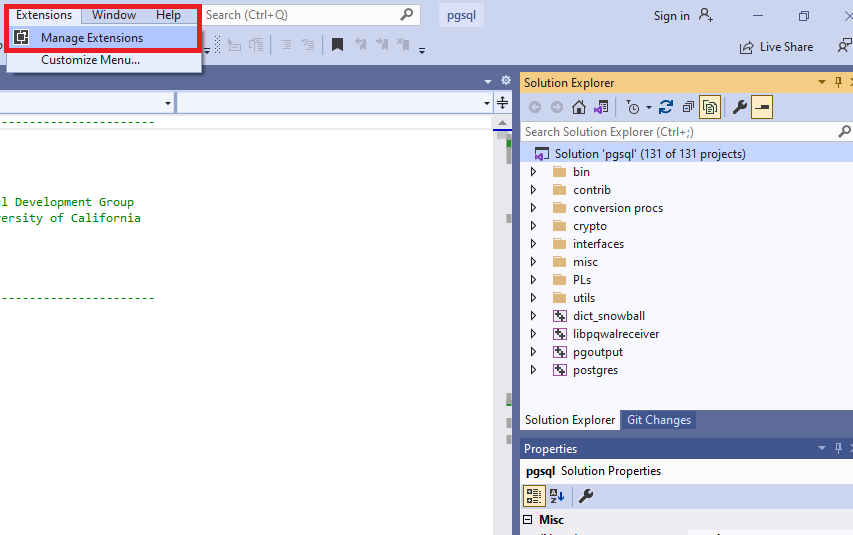 Extensions Window Help Search (Ctrl+Q) pgsql Sign in
Manage Extensions
Live Share
Customize Menu...
Solution Explorer
Search Solution Explorer (Ctrl+;)
Solution 'pgsql' (131 of 131 projects)
bin
contrib
conversion procs
crypto
interfaces
misc
PLs
utils
dict_snowball
libpqwalreceiver
pgoutput
postgres
Development Group
of California
Solution Explorer Git Changes
Properties
pgsql Solution Properties
Misc